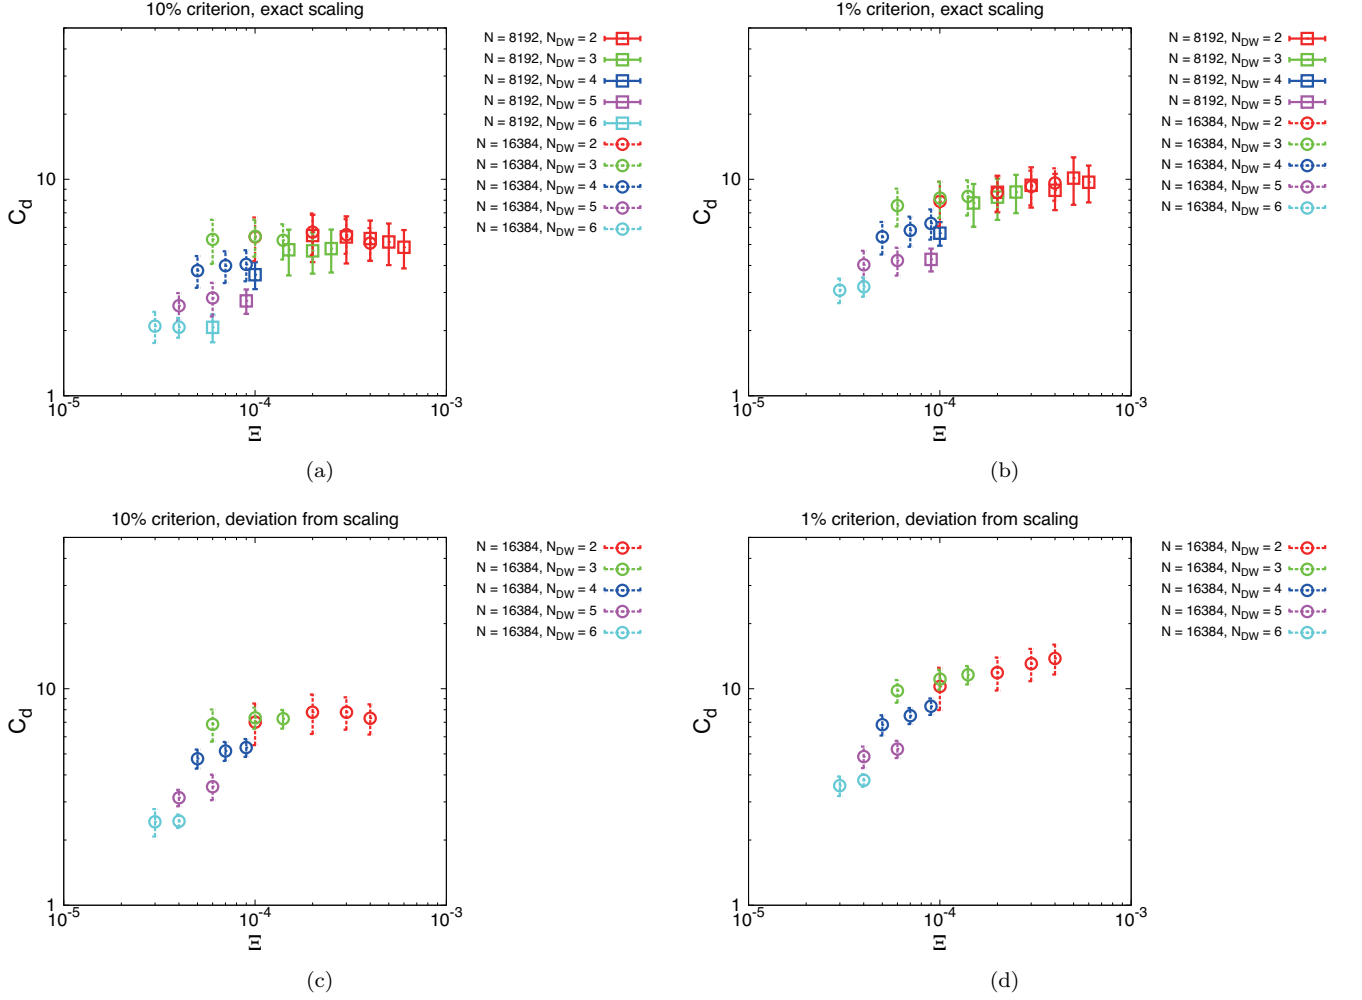 10% criterion, exact scaling
C_d
10
1
10^-5
10^-4
10^-3
Ξ
N = 8192, N_DW = 2
N = 8192, N_DW = 3
N = 8192, N_DW = 4
N = 8192, N_DW = 5
N = 8192, N_DW = 6
N = 16384, N_DW = 2
N = 16384, N_DW = 3
N = 16384, N_DW = 4
N = 16384, N_DW = 5
N = 16384, N_DW = 6
(a)
1% criterion, exact scaling
C_d
10
1
10^-5
10^-4
10^-3
Ξ
N = 8192, N_DW = 2
N = 8192, N_DW = 3
N = 8192, N_DW = 4
N = 8192, N_DW = 5
N = 16384, N_DW = 2
N = 16384, N_DW = 3
N = 16384, N_DW = 4
N = 16384, N_DW = 5
N = 16384, N_DW = 6
(b)
10% criterion, deviation from scaling
C_d
10
1
10^-5
10^-4
10^-3
Ξ
N = 16384, N_DW = 2
N = 16384, N_DW = 3
N = 16384, N_DW = 4
N = 16384, N_DW = 5
N = 16384, N_DW = 6
(c)
1% criterion, deviation from scaling
C_d
10
1
10^-5
10^-4
10^-3
Ξ
N = 16384, N_DW = 2
N = 16384, N_DW = 3
N = 16384, N_DW = 4
N = 16384, N_DW = 5
N = 16384, N_DW = 6
(d)